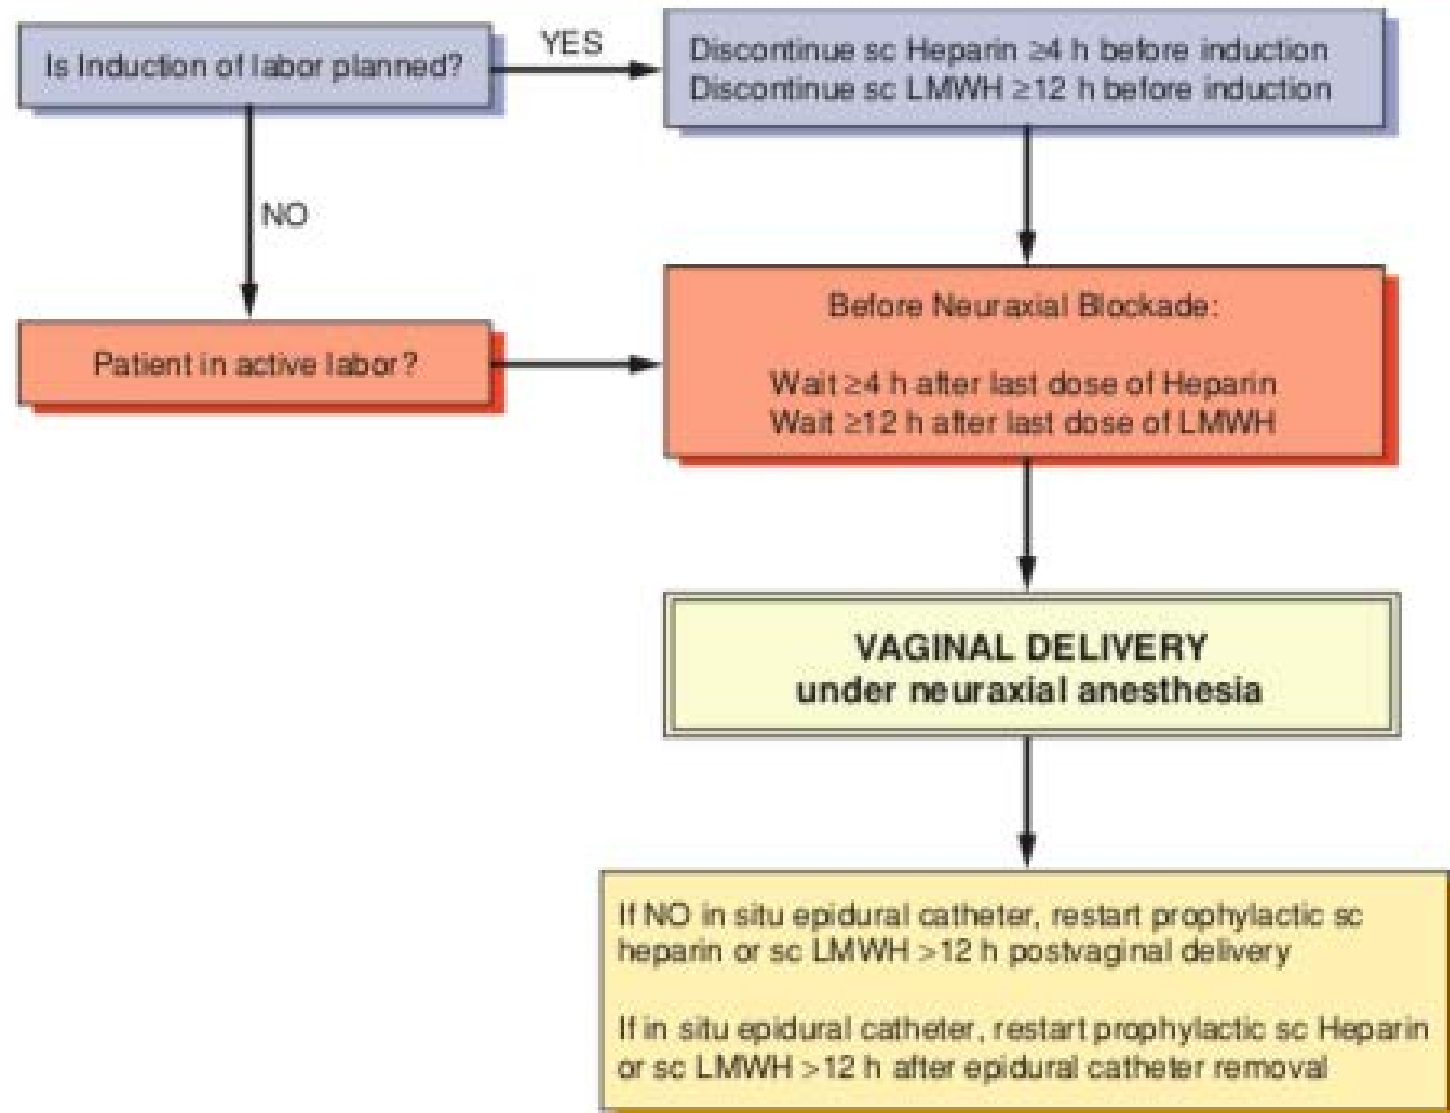 Is Induction of labor planned?
YES
Discontinue sc Heparin ≥4 h before induction
Discontinue sc LMWH ≥12 h before induction
NO
Patient in active labor?
Before Neuraxial Blockade:
Wait ≥4 h after last dose of Heparin
Wait ≥12 h after last dose of LMWH
VAGINAL DELIVERY
under neuraxial anesthesia
If NO in situ epidural catheter, restart prophylactic sc
heparin or sc LMWH >12 h postvaginal delivery
If in situ epidural catheter, restart prophylactic sc Heparin
or sc LMWH >12 h after epidural catheter removal